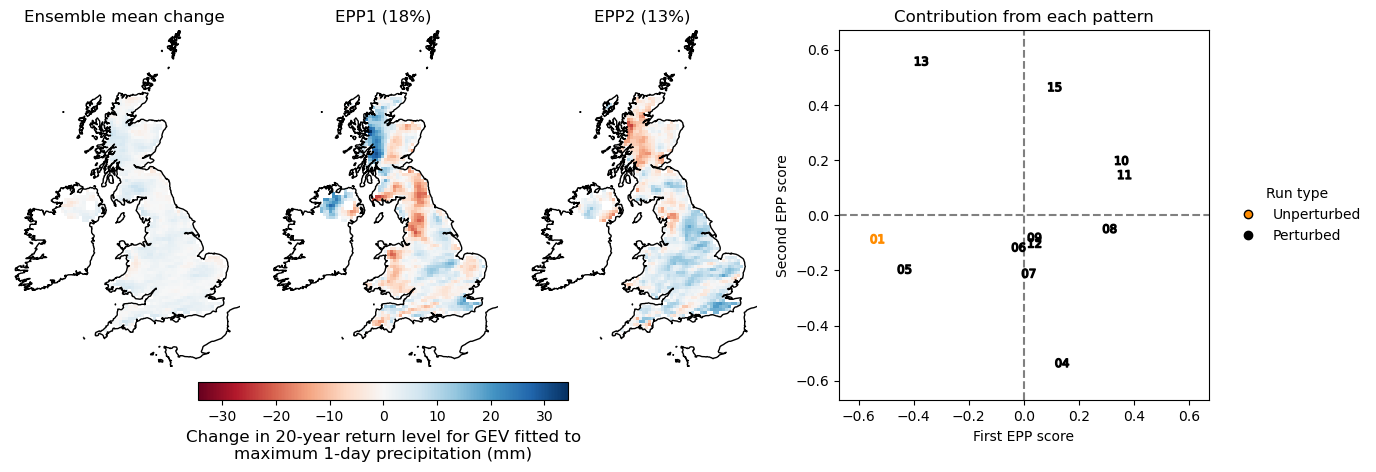 Ensemble mean change
EPP1 (18%)
EPP2 (13%)
Contribution from each pattern
−30 −20 −10 0 10 20 30
Change in 20-year return level for GEV fitted to
maximum 1-day precipitation (mm)
Second EPP score
0.6
0.4
0.2
0.0
−0.2
−0.4
−0.6
13
15
10
11
08
09
12
06
01
05
07
04
−0.6 −0.4 −0.2 0.0 0.2 0.4 0.6
First EPP score
Run type
Unperturbed
Perturbed